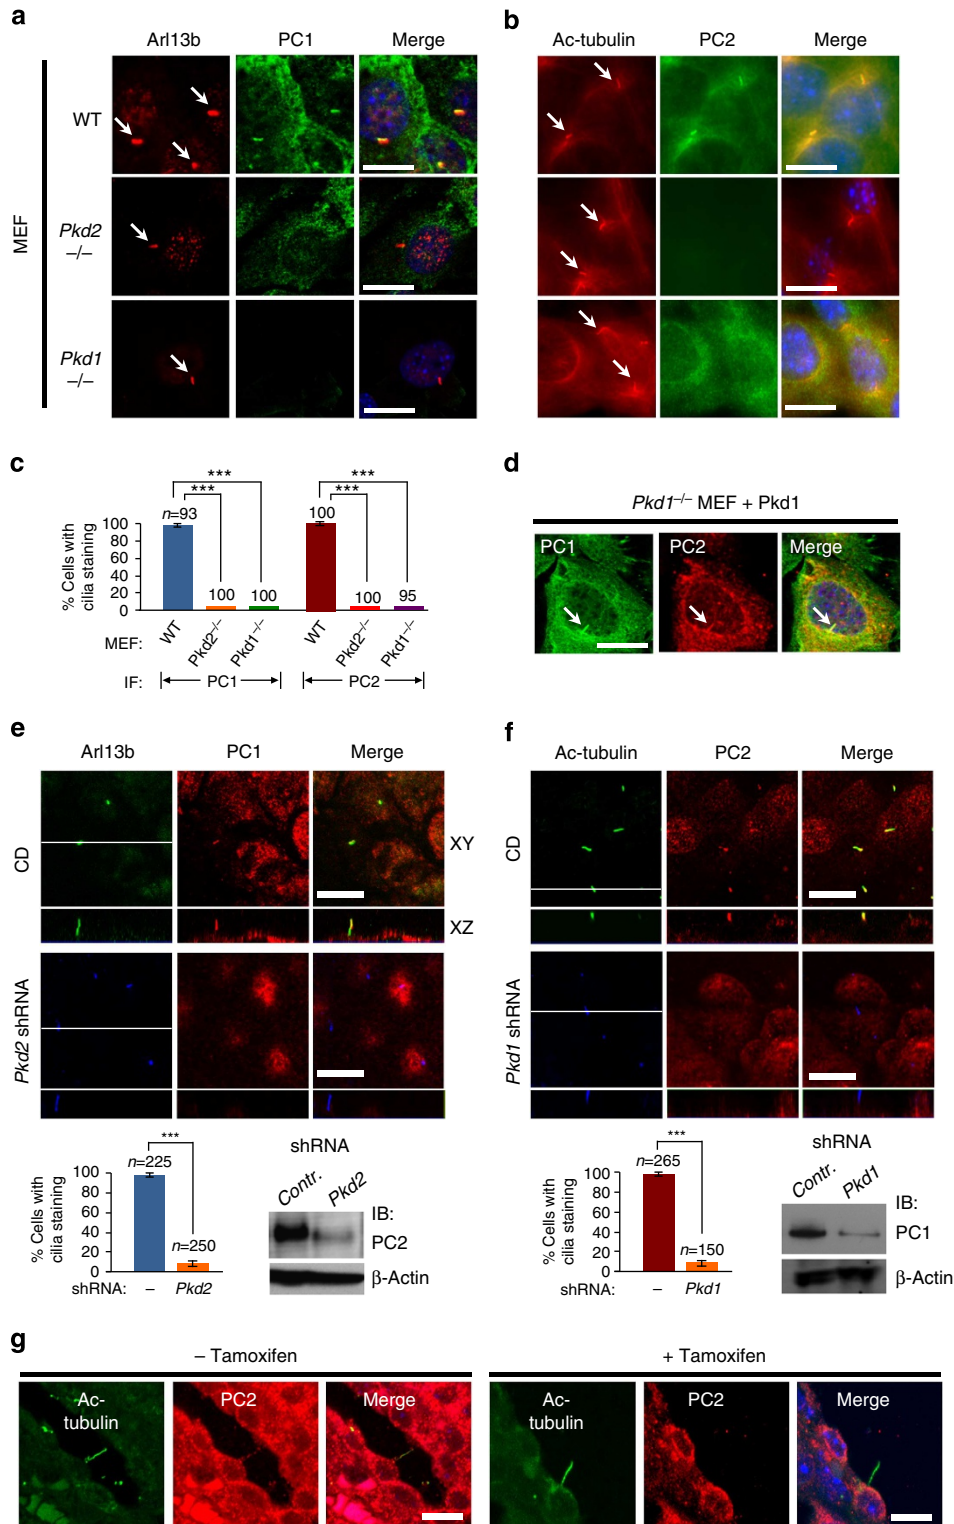 a
Arl13b PC1 Merge
MEF
WT
Pkd2
–/–
Pkd1
–/–
b
Ac-tubulin PC2 Merge
c
% Cells with
cilia staining
100
80
60
40
20
0
*** ***
*** ***
n=93 100 100 100 100 95
MEF: WT Pkd2–/– Pkd1–/– WT Pkd2–/– Pkd1–/–
IF: PC1 PC2
d
Pkd1–/– MEF + Pkd1
PC1 PC2 Merge
e
Arl13b PC1 Merge
CD
XY
XZ
Pkd2 shRNA
% Cells with
cilia staining
100
80
60
40
20
0
***
n=225
n=250
shRNA: – Pkd2
shRNA
Contr. Pkd2
IB:
PC2
β-Actin
f
Ac-tubulin PC2 Merge
CD
Pkd1 shRNA
% Cells with
cilia staining
100
80
60
40
20
0
***
n=265
n=150
shRNA: – Pkd1
shRNA
Contr. Pkd1
IB:
PC1
β-Actin
g
– Tamoxifen
Ac-
tubulin
PC2 Merge
+ Tamoxifen
Ac-
tubulin
PC2 Merge